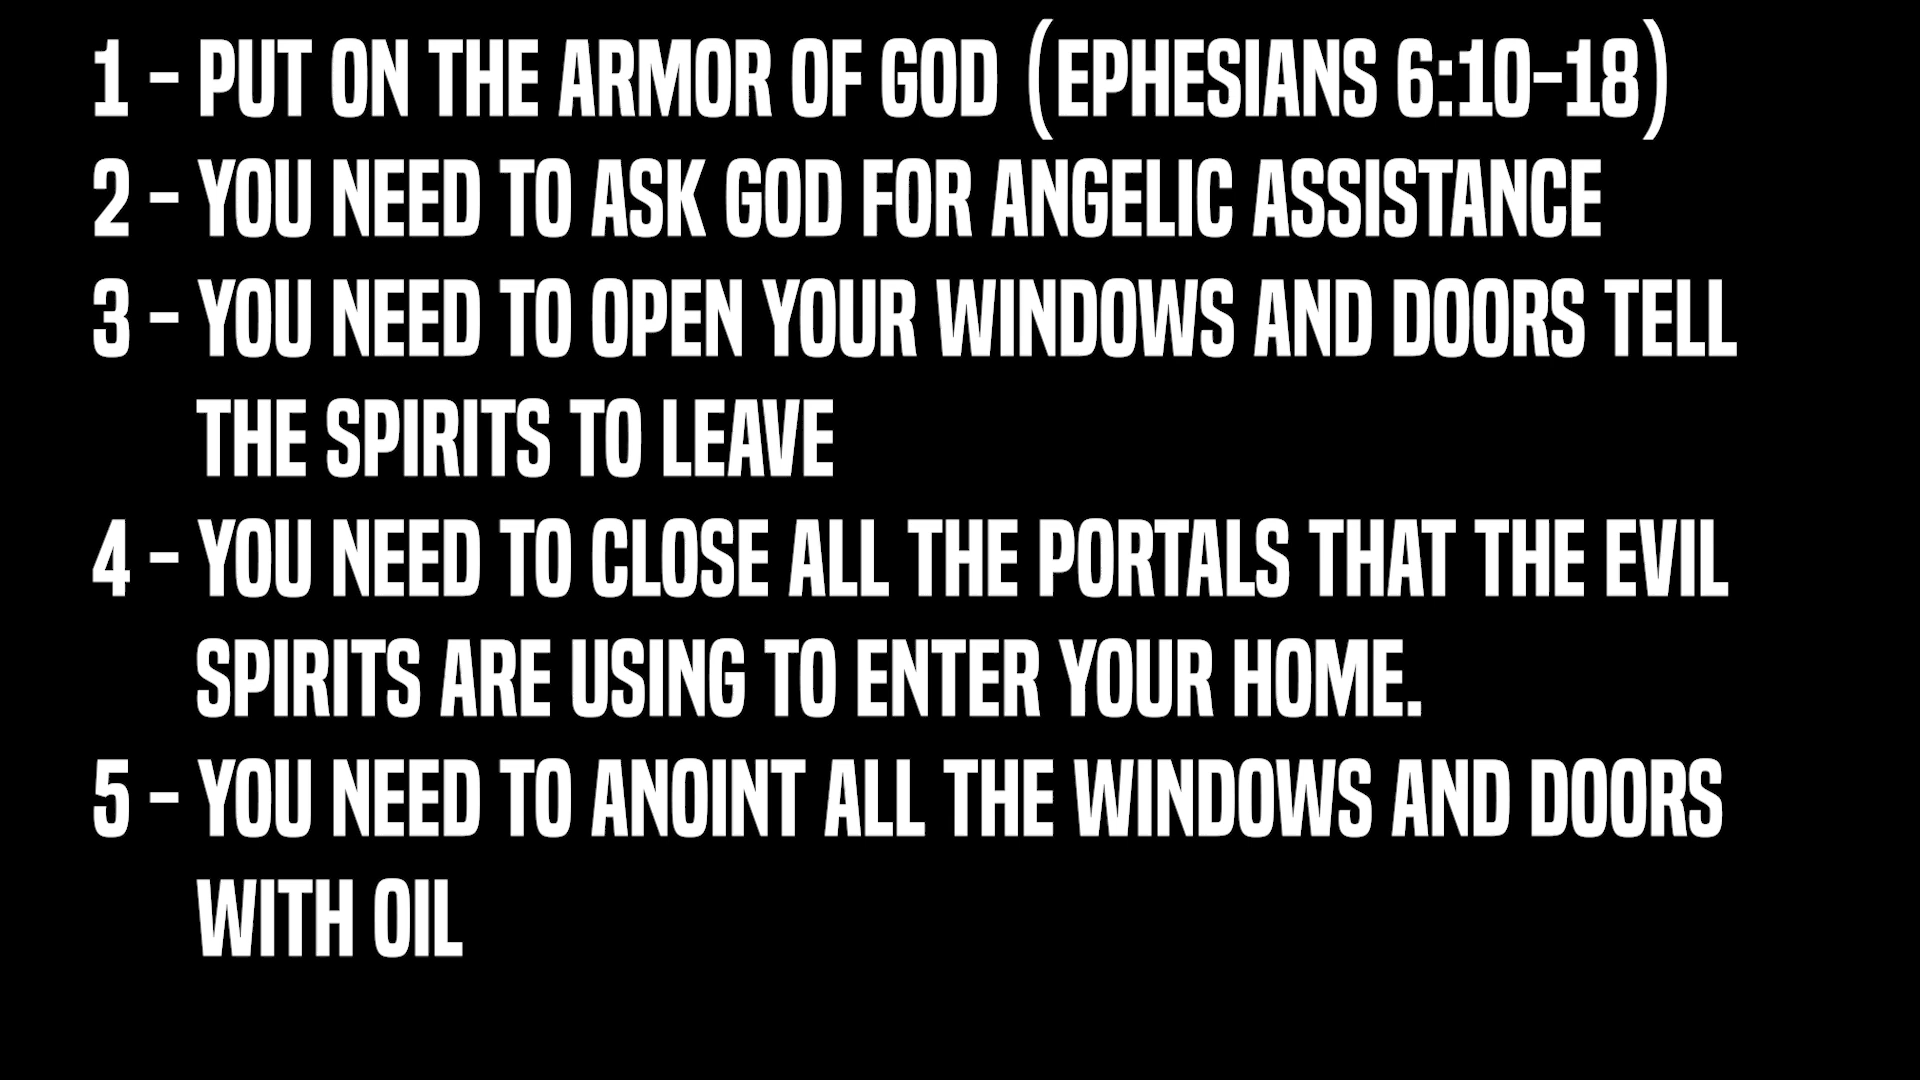 1 - PUT ON THE ARMOR OF GOD (EPHESIANS 6:10-18)
2 - YOU NEED TO ASK GOD FOR ANGELIC ASSISTANCE
3 - YOU NEED TO OPEN YOUR WINDOWS AND DOORS TELL
THE SPIRITS TO LEAVE
4 - YOU NEED TO CLOSE ALL THE PORTALS THAT THE EVIL
SPIRITS ARE USING TO ENTER YOUR HOME.
5 - YOU NEED TO ANOINT ALL THE WINDOWS AND DOORS
WITH OIL